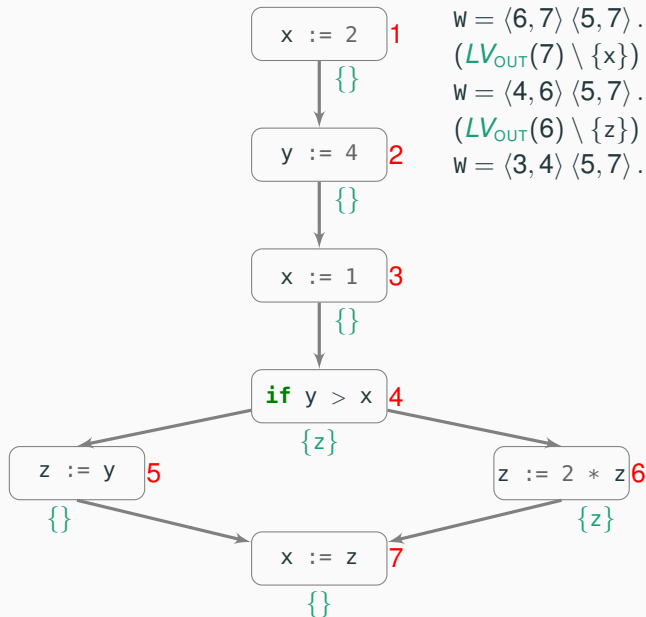 x := 2 1
{}
y := 4 2
{}
x := 1 3
{}
if y > x 4
{z}
z := y 5
{}
z := 2 * z 6
{z}
x := z 7
{}
W = ⟨6, 7⟩ ⟨5, 7⟩ .
(LV_OUT(7) \ {x})
W = ⟨4, 6⟩ ⟨5, 7⟩ .
(LV_OUT(6) \ {z})
W = ⟨3, 4⟩ ⟨5, 7⟩ .